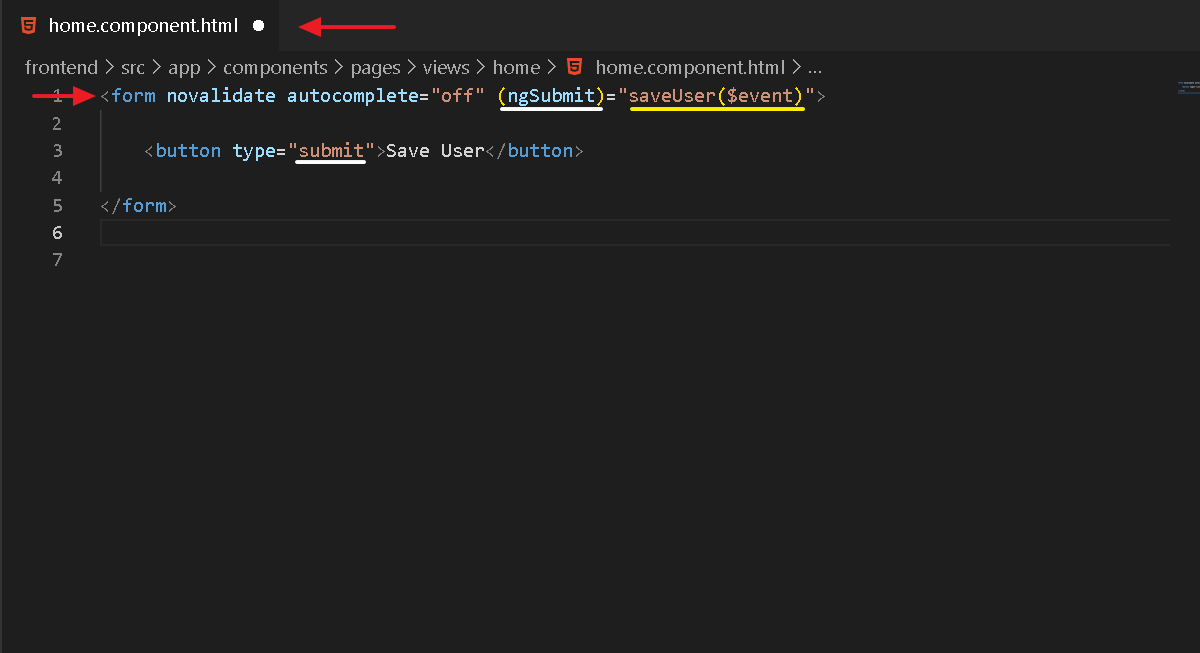 home.component.html
frontend > src > app > components > pages > views > home > home.component.html > ...
1 <form novalidate autocomplete="off" (ngSubmit)="saveUser($event)">
2
3 <button type="submit">Save User</button>
4
5 </form>
6
7